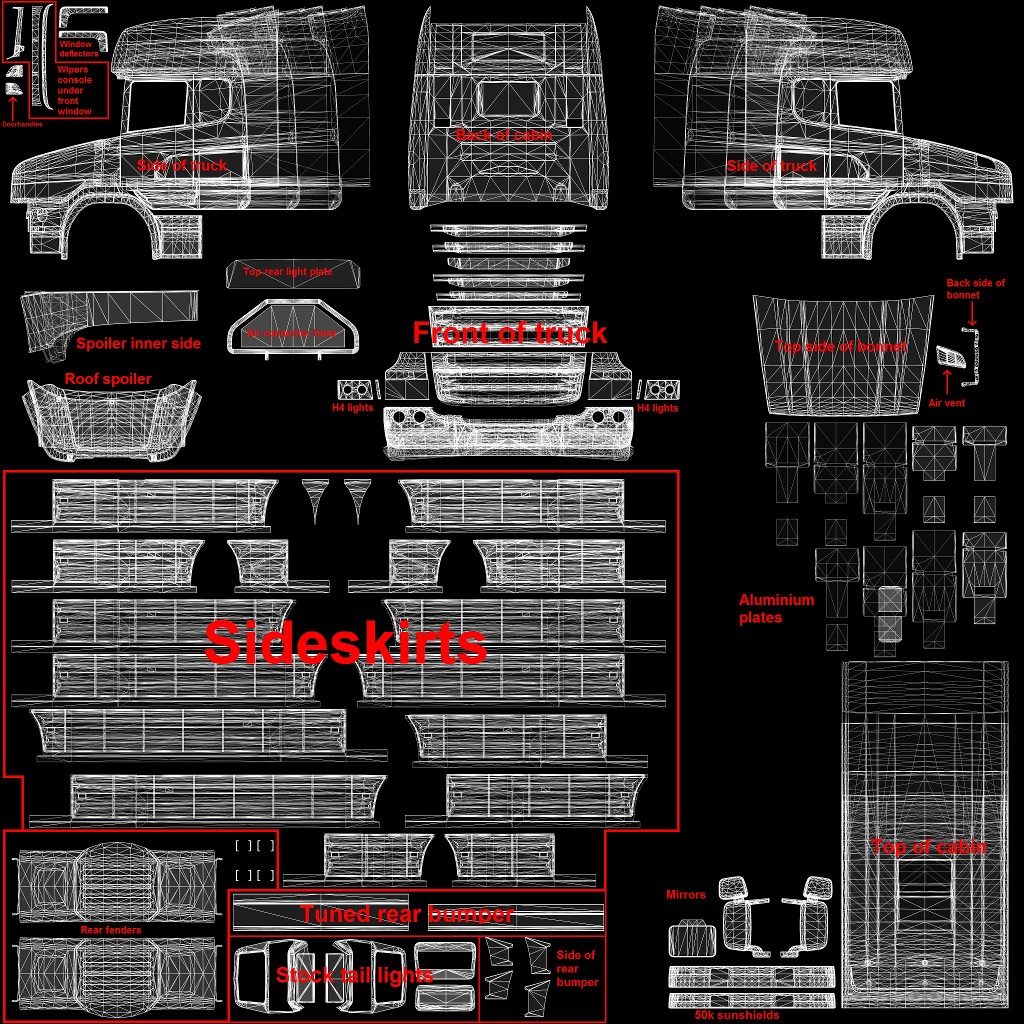 Window
deflectors
Wipers
console
under
front
window
Doorhandles
Side of truck
Back of cabin
Side of truck
Top rear light plate
Spoiler inner side
Front of truck
Back side of
bonnet
Top side of bonnet
Air vent
Roof spoiler
H4 lights
H4 lights
Sideskirts
Aluminium
plates
Top of cabin
Mirrors
Rear fenders
Tuned rear bumper
Stock tail lights
Side of
rear
bumper
50k sunshields